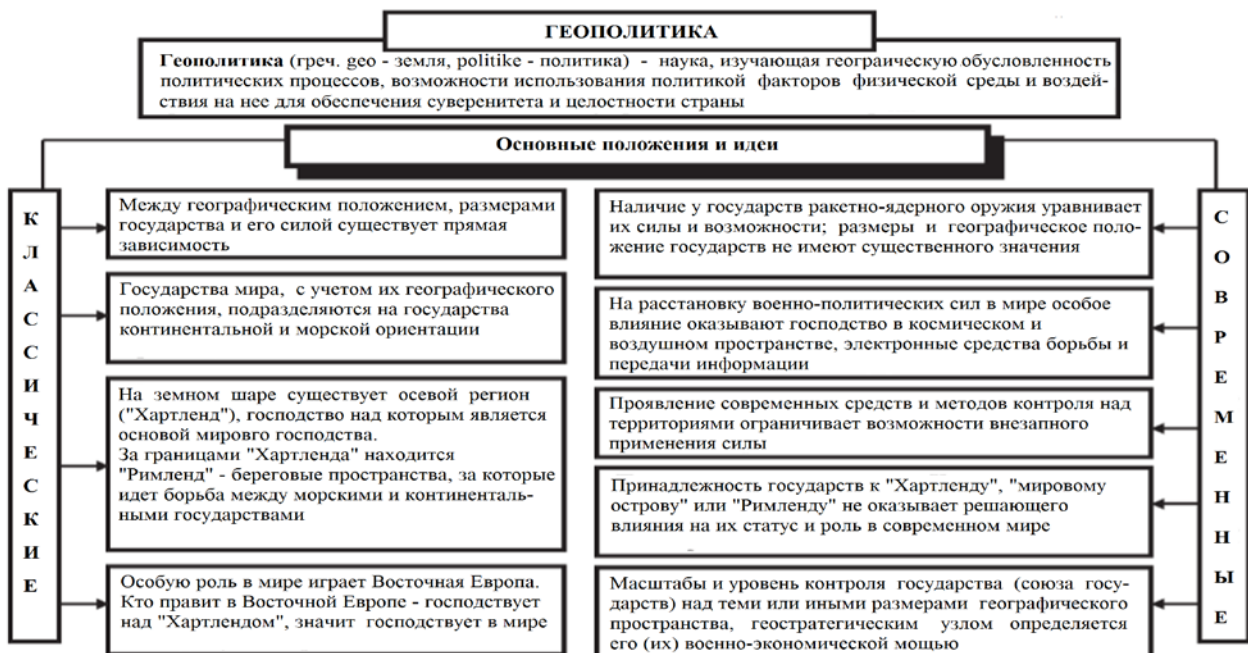 ГЕОПОЛИТИКА
Геополитика (греч. geo - земля, politike - политика) - наука, изучающая геограическую обусловленность
политических процессов, возможности использования политикой факторов физической среды и воздей-
ствия на нее для обеспечения суверенитета и целостности страны
Основные положения и идеи
КЛАССИЧЕСКИЕ
Между географическим положением, размерами
государства и его силой существует прямая
зависимость
Государства мира, с учетом их географического
положения, подразделяются на государства
континентальной и морской ориентации
На земном шаре существует осевой регион
("Хартленд"), господство над которым является
основой мировго господства.
За границами "Хартленда" находится
"Римленд" - береговые пространства, за которые
идет борьба между морскими и континенталь-
ными государствами
Особую роль в мире играет Восточная Европа.
Кто правит в Восточной Европе - господствует
над "Хартлендом", значит господствует в мире
СОВРЕМЕННЫЕ
Наличие у государств ракетно-ядерного оружия уравнивает
их силы и возможности; размеры и географическое поло-
жение государств не имеют существенного значения
На расстановку военно-политических сил в мире особое
влияние оказывают господство в космическом и
воздушном пространстве, электронные средства борьбы и
передачи информации
Проявление современных средств и методов контроля над
территориями ограничивает возможности внезапного
применения силы
Принадлежность государств к "Хартленду", "мировому
острову" или "Римленду" не оказывает решающего
влияния на их статус и роль в современном мире
Масштабы и уровень контроля государства (союза госу-
дарств) над теми или иными размерами географического
пространства, геостратегическим узлом определяется
его (их) военно-экономической мощью